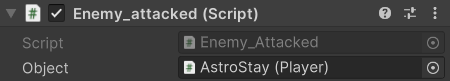 Enemy_attacked (Script)
Script Enemy_Attacked
Object AstroStay (Player)